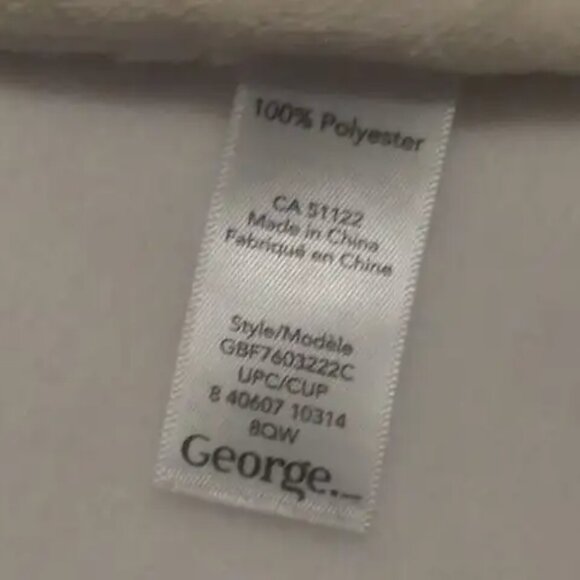 100% Polyester
CA 51122
Made in China
Fabriqué en Chine
Style/Modèle
GBF7603222C
UPC/CUP
8 40607 10314
8QW
George.